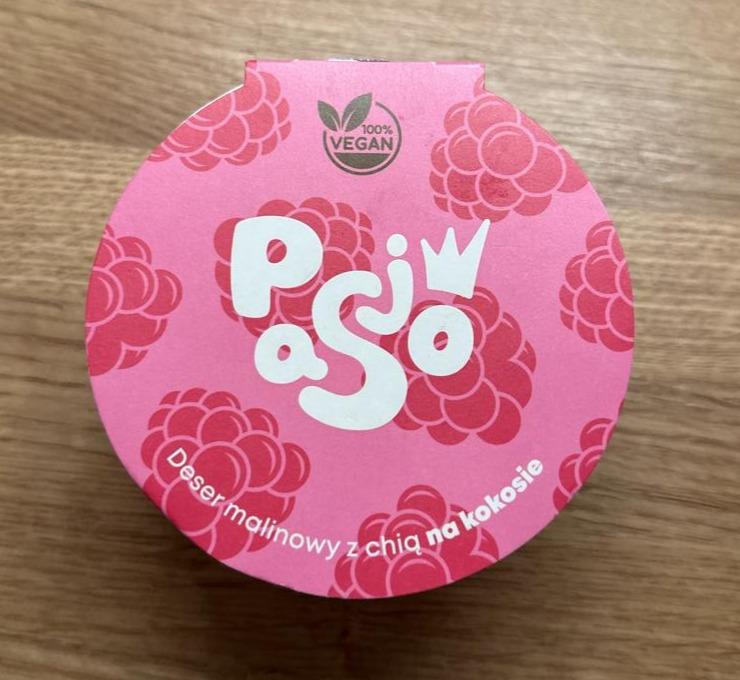 100%
VEGAN
PaSjo
Deser malinowy z chią na kokosie